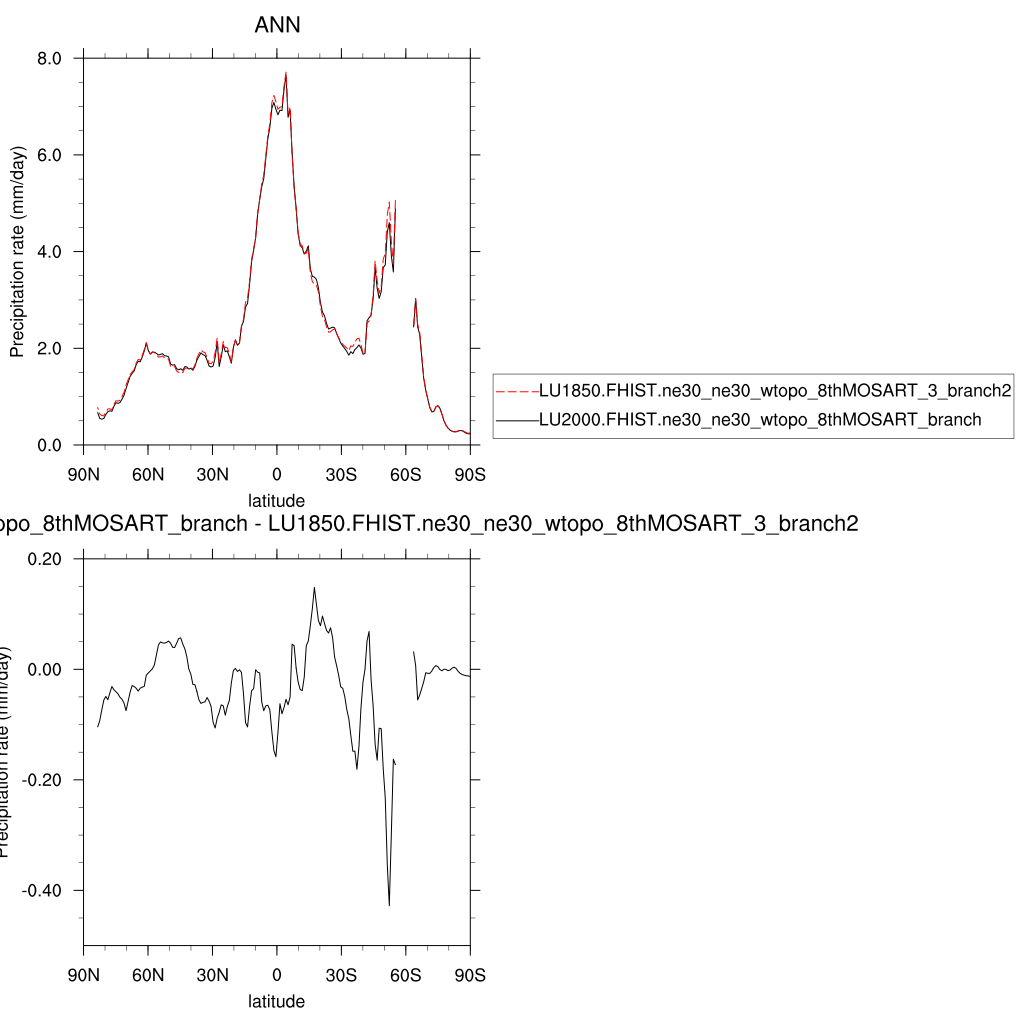 ANN
8.0
6.0
4.0
2.0
0.0
Precipitation rate (mm/day)
90N 60N 30N 0 30S 60S 90S
latitude
LU1850.FHIST.ne30_ne30_wtopo_8thMOSART_3_branch2
LU2000.FHIST.ne30_ne30_wtopo_8thMOSART_branch
opo_8thMOSART_branch - LU1850.FHIST.ne30_ne30_wtopo_8thMOSART_3_branch2
0.20
0.00
-0.20
-0.40
Precipitation rate (mm/day)
90N 60N 30N 0 30S 60S 90S
latitude